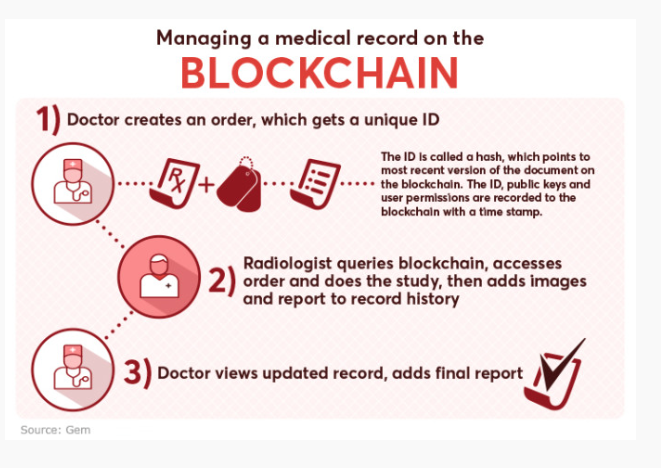 Managing a medical record on the
BLOCKCHAIN
1) Doctor creates an order, which gets a unique ID
Rx
The ID is called a hash, which points to
most recent version of the document on
the blockchain. The ID, public keys and
user permissions are recorded to the
blockchain with a time stamp.
2) Radiologist queries blockchain, accesses
order and does the study, then adds images
and report to record history
3) Doctor views updated record, adds final report
Source: Gem